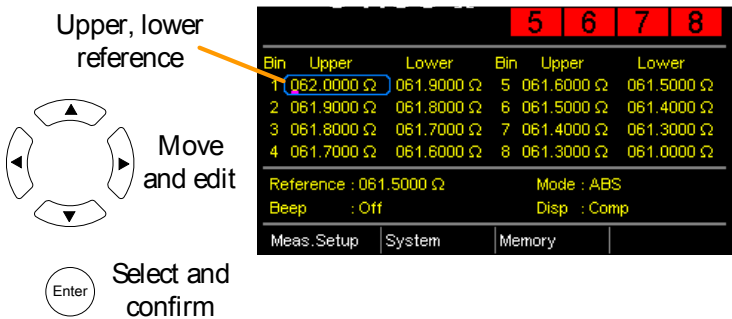 Upper, lower
reference
5 6 7 8
Bin Upper Lower Bin Upper Lower
1 062.0000 Ω 061.9000 Ω 5 061.6000 Ω 061.5000 Ω
2 061.9000 Ω 061.8000 Ω 6 061.5000 Ω 061.4000 Ω
3 061.8000 Ω 061.7000 Ω 7 061.4000 Ω 061.3000 Ω
4 061.7000 Ω 061.6000 Ω 8 061.3000 Ω 061.0000 Ω
Move
and edit
Reference : 061.5000 Ω Mode : ABS
Beep : Off Disp : Comp
Meas.Setup System Memory
Enter
Select and
confirm